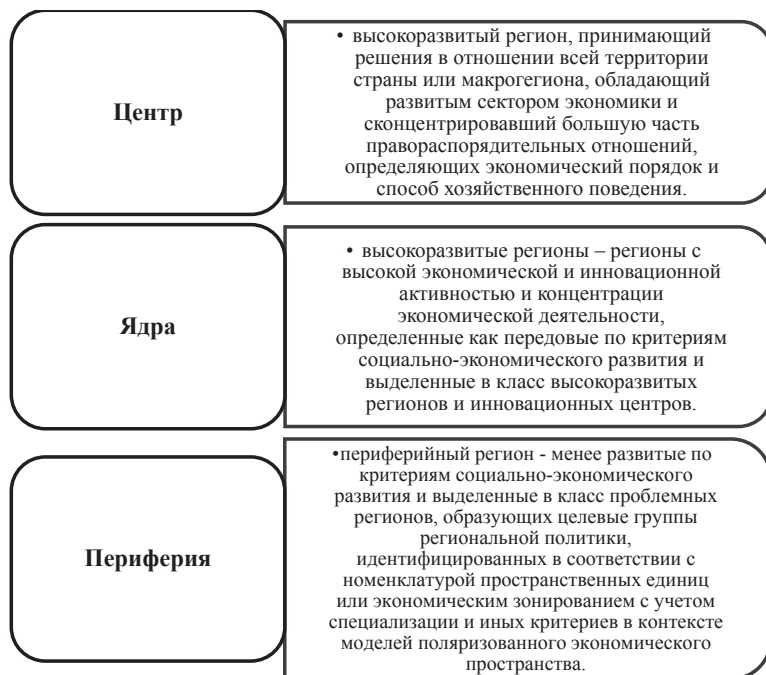 Центр
• высокоразвитый регион, принимающий
решения в отношении всей территории
страны или макрогегиона, обладающий
развитым сектором экономики и
сконцентрировавший большую часть
правораспорядительных отношений,
определяющих экономический порядок и
способ хозяйственного поведения.
Ядра
• высокоразвитые регионы – регионы с
высокой экономической и инновационной
активностью и концентрации
экономической деятельности,
определенные как передовые по критериям
социально-экономического развития и
выделенные в класс высокоразвитых
регионов и инновационных центров.
Периферия
•периферийный регион - менее развитые по
критериям социально-экономического
развития и выделенные в класс проблемных
регионов, образующих целевые группы
региональной политики,
идентифицированных в соответствии с
номенклатурой пространственных единиц
или экономическим зонированием с учетом
специализации и иных критериев в контексте
моделей поляризованного экономического
пространства.